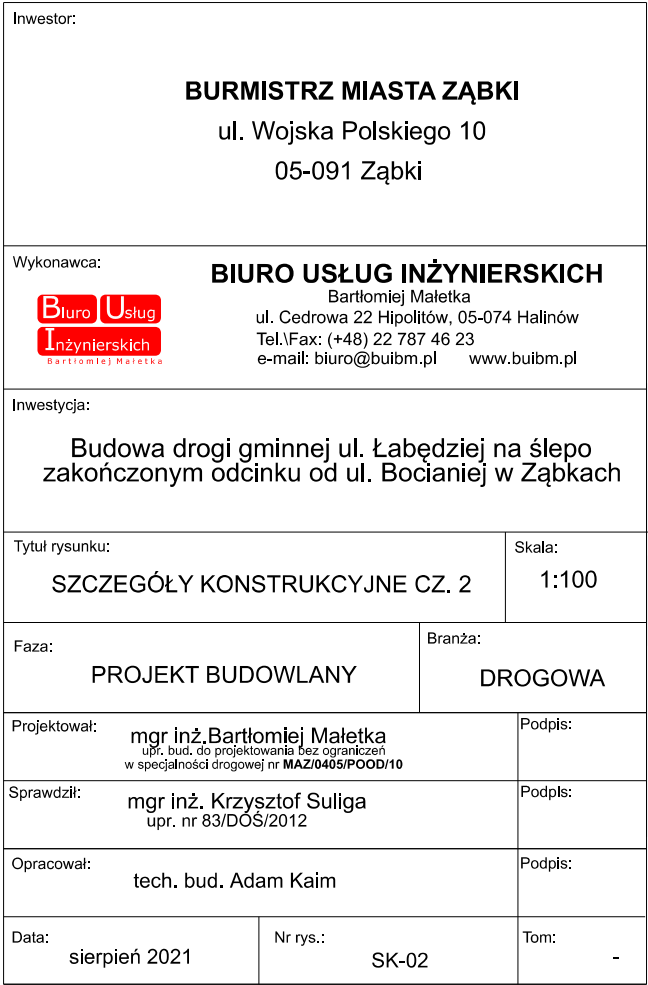 Inwestor:
BURMISTRZ MIASTA ZĄBKI
ul. Wojska Polskiego 10
05-091 Ząbki
Wykonawca:
Biuro Usług
Inżynierskich
Bartłomiej Małetka
BIURO USŁUG INŻYNIERSKICH
Bartłomiej Małetka
ul. Cedrowa 22 Hipolitów, 05-074 Halinów
Tel.\Fax: (+48) 22 787 46 23
e-mail: biuro@buibm.pl www.buibm.pl
Inwestycja:
Budowa drogi gminnej ul. Łabędziej na ślepo
zakończonym odcinku od ul. Bocianiej w Ząbkach
Tytuł rysunku:
SZCZEGÓŁY KONSTRUKCYJNE CZ. 2
Skala:
1:100
Faza:
PROJEKT BUDOWLANY
Branża:
DROGOWA
Projektował:
mgr inż.Bartłomiej Małetka
upr. bud. do projektowania bez ograniczeń
w specjalności drogowej nr MAZ/0405/POOD/10
Podpis:
Sprawdził:
mgr inż. Krzysztof Suliga
upr. nr 83/DOŚ/2012
Podpis:
Opracował:
tech. bud. Adam Kaim
Podpis:
Data:
sierpień 2021
Nr rys.:
SK-02
Tom:
-